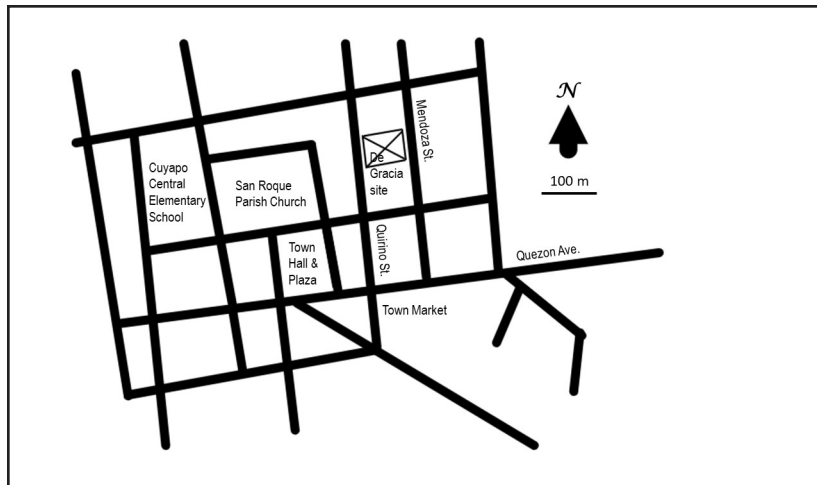 N
100 m
Mendoza St.
De
Gracia
site
Cuyapo
Central
Elementary
School
San Roque
Parish Church
Quirino St.
Town
Hall &
Plaza
Quezon Ave.
Town Market